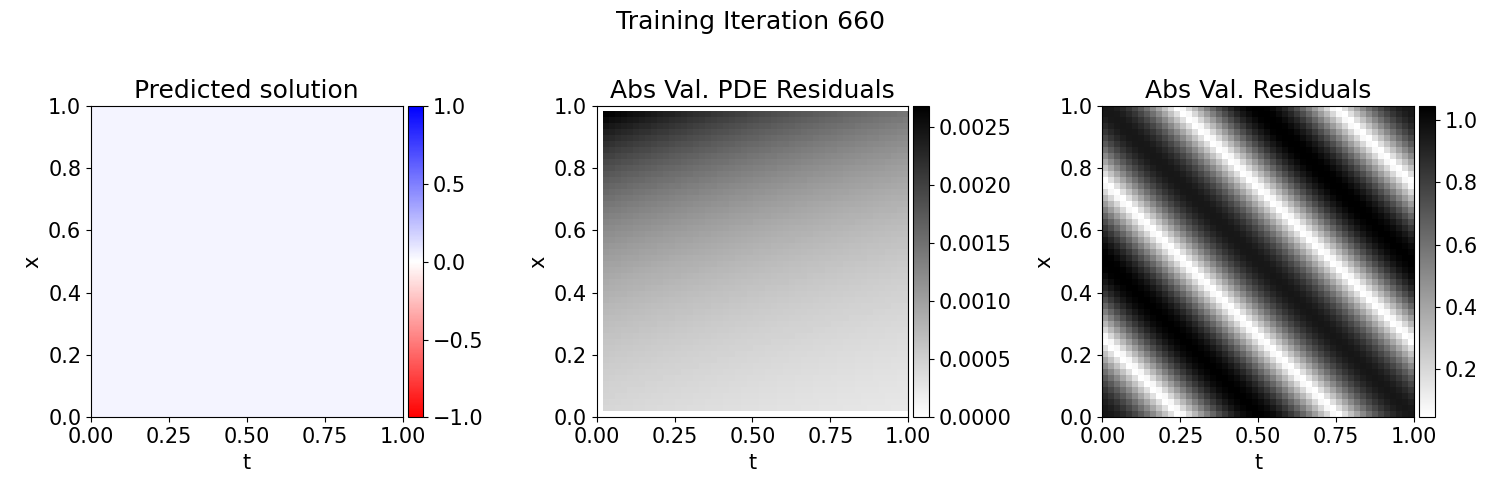 Training Iteration 660
Predicted solution
1.0
0.8
0.6
0.4
0.2
0.0
x
0.00 0.25 0.50 0.75 1.00
t
1.0
0.5
0.0
−0.5
−1.0
Abs Val. PDE Residuals
1.0
0.8
0.6
0.4
0.2
0.0
x
0.00 0.25 0.50 0.75 1.00
t
0.0025
0.0020
0.0015
0.0010
0.0005
0.0000
Abs Val. Residuals
1.0
0.8
0.6
0.4
0.2
0.0
x
0.00 0.25 0.50 0.75 1.00
t
1.0
0.8
0.6
0.4
0.2